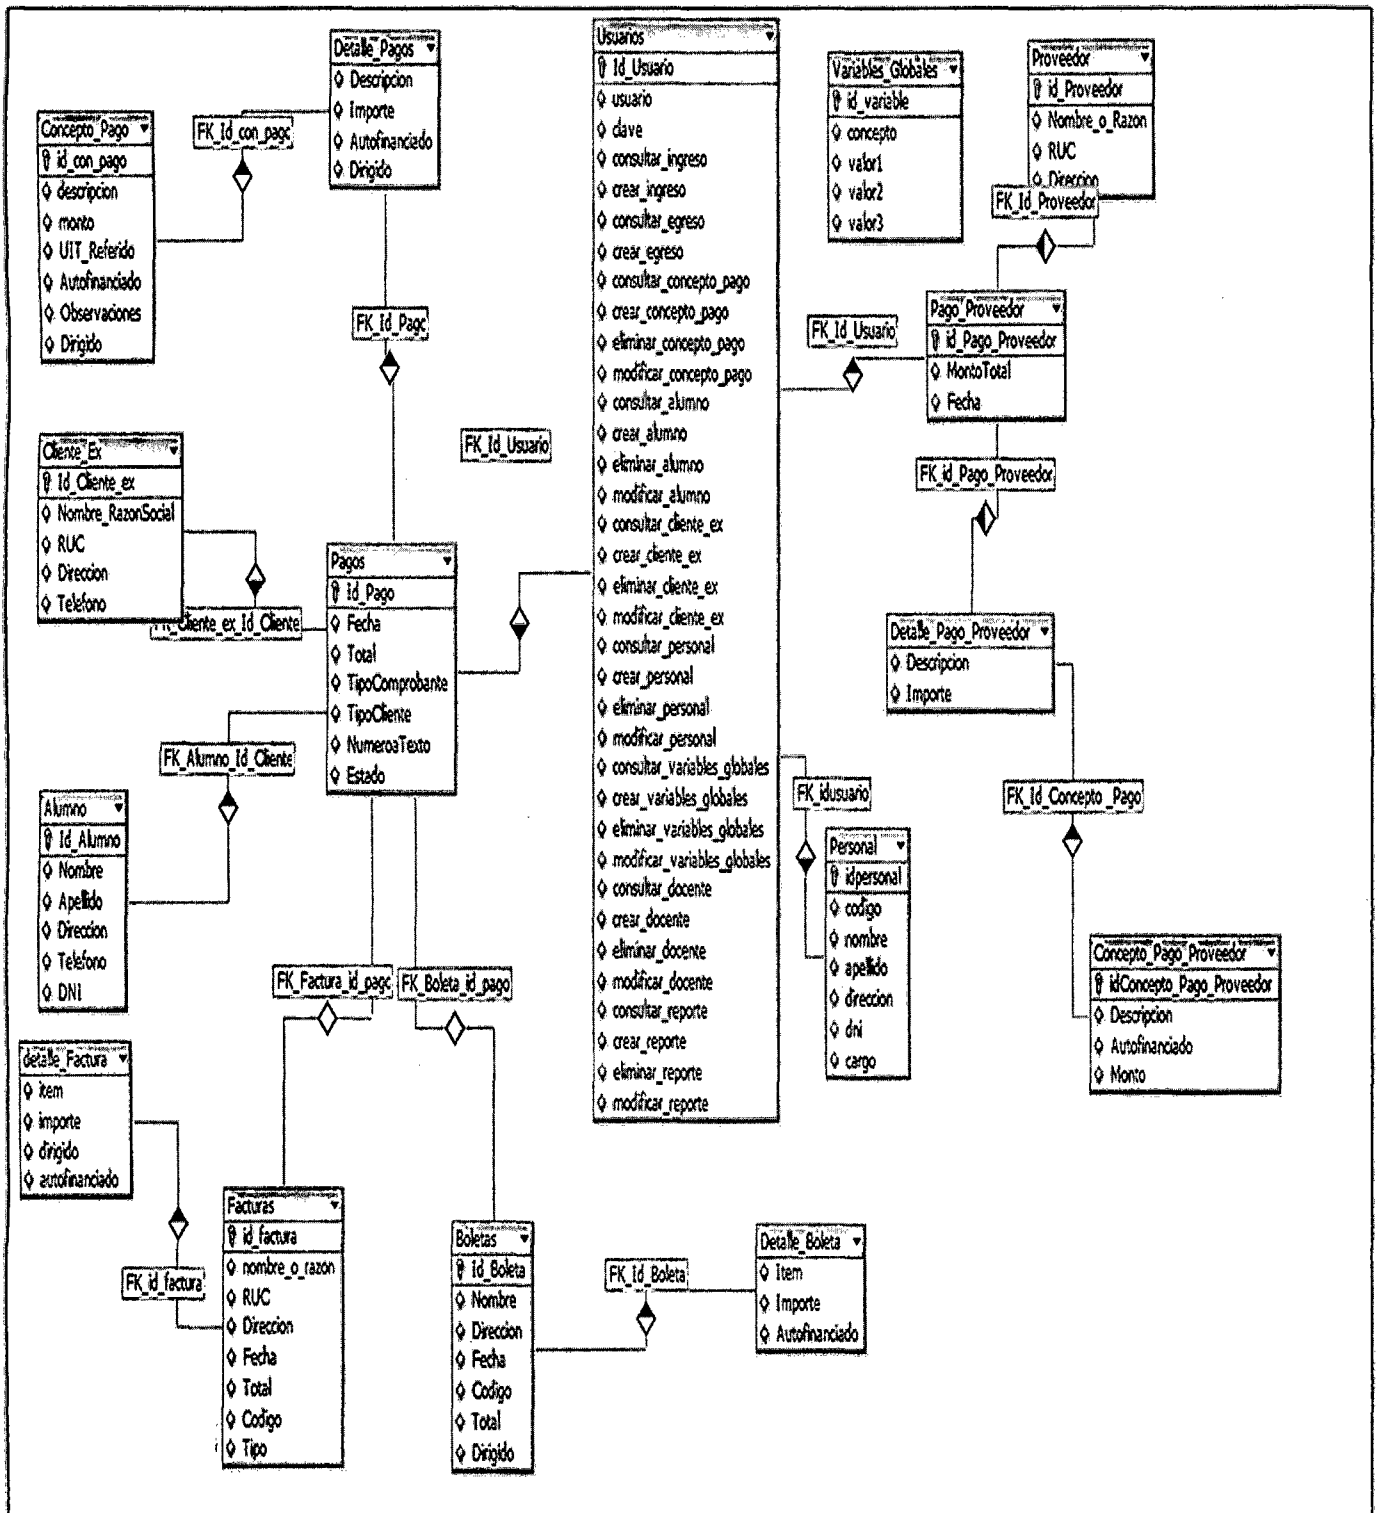 Detalle_Pagos
Descripcion
Importe
Autofinanciado
Dirigido
FK_Id_con_pagc
Concepto_Pago
id_con_pago
descripcion
monto
UIT_Referido
Autofinanciado
Observaciones
Dirigido
FK_Id_Pagc
Usuarios
Id_Usuario
usuario
clave
consultar_ingreso
crear_ingreso
consultar_egreso
crear_egreso
consultar_concepto_pago
crear_concepto_pago
eliminar_concepto_pago
modificar_concepto_pago
consultar_alumno
crear_alumno
eliminar_alumno
modificar_alumno
consultar_cliente_ex
crear_cliente_ex
eliminar_cliente_ex
modificar_cliente_ex
consultar_personal
crear_personal
eliminar_personal
modificar_personal
consultar_variables_globales
crear_variables_globales
eliminar_variables_globales
modificar_variables_globales
consultar_docente
crear_docente
eliminar_docente
modificar_docente
consultar_reporte
crear_reporte
eliminar_reporte
modificar_reporte
Variables_Globales
id_variable
concepto
valor1
valor2
valor3
Proveedor
id_Proveedor
Nombre_o_Razon
RUC
Direccion
FK_Id_Proveedor
Pago_Proveedor
id_Pago_Proveedor
MontoTotal
Fecha
FK_Id_Usuario
FK_id_Pago_Proveedor
Detalle_Pago_Proveedor
Descripcion
Importe
FK_Id_Concepto _Pago
Concepto_Pago_Proveedor
idConcepto_Pago_Proveedor
Descripcion
Autofinanciado
Monto
FK_idusuario
Personal
idpersonal
codigo
nombre
apellido
direccion
dni
cargo
FK_Id_Usuario
Cliente_Ex
Id_Cliente_ex
Nombre_RazonSocial
RUC
Direccion
Telefono
FK_Cliente_ex_Id_Cliente
Pagos
Id_Pago
Fecha
Total
TipoComprobante
TipoCliente
NumeroaTexto
Estado
FK_Alumno_Id_Cliente
Alumno
Id_Alumno
Nombre
Apellido
Direccion
Telefono
DNI
FK_Factura_id_pagc
FK_Boleta_id_pago
detalle_Factura
item
importe
dirigido
autofinanciado
FK_id_factura
Facturas
id_factura
nombre_o_razon
RUC
Direccion
Fecha
Total
Codigo
Tipo
Boletas
Id_Boleta
Nombre
Direccion
Fecha
Codigo
Total
Dirigido
FK_Id_Boleta
Detalle_Boleta
Item
Importe
Autofinanciado